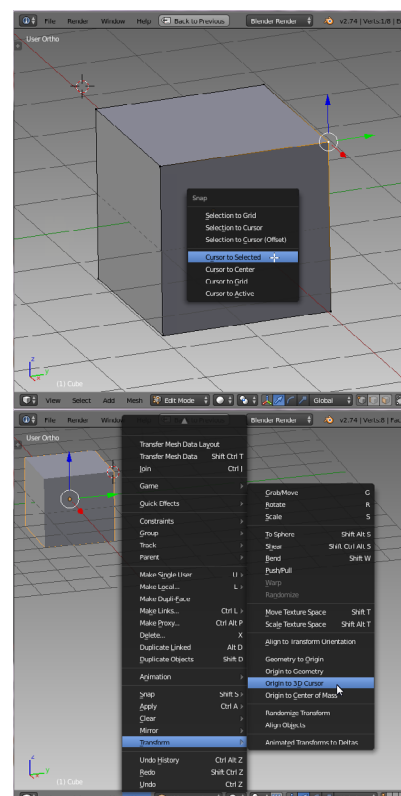 File Render Window Help Back to Previous Blender Render v2.74 | Verts:1/8 | E
User Ortho
Snap
Selection to Grid
Selection to Cursor
Selection to Cursor (Offset)
Cursor to Selected
Cursor to Center
Cursor to Grid
Cursor to Active
z
y
x
(1) Cube
View Select Add Mesh Edit Mode Global
File Render Window Blender Render v2.74 | Verts:8 | Fac
User Ortho
Transfer Mesh Data Layout
Transfer Mesh Data Shift Ctrl T
Join Ctrl J
Game
Quick Effects
Constraints
Group
Track
Parent
Make Single User U
Make Local... L
Make Dupli-Face
Make Links... Ctrl L
Make Proxy... Ctrl Alt P
Delete... X
Duplicate Linked Alt D
Duplicate Objects Shift D
Animation
Snap Shift S
Apply Ctrl A
Clear
Mirror
Transform
Undo History Ctrl Alt Z
Redo Shift Ctrl Z
Undo Ctrl Z
Grab/Move G
Rotate R
Scale S
To Sphere Shift Alt S
Shear Shift Ctrl Alt S
Bend Shift W
Push/Pull
Warp
Randomize
Move Texture Space Shift T
Scale Texture Space Shift Alt T
Align to Transform Orientation
Geometry to Origin
Origin to Geometry
Origin to 3D Cursor
Origin to Center of Mass
Randomize Transform
Align Objects
Animated Transforms to Deltas
z
y
(1) Cube